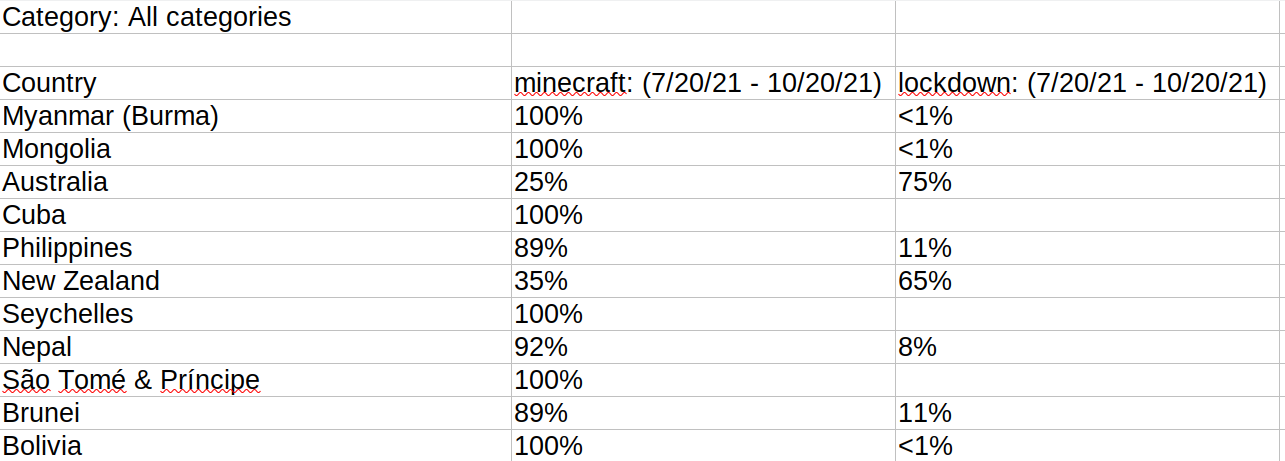 Category: All categories
Country minecraft: (7/20/21 - 10/20/21) lockdown: (7/20/21 - 10/20/21)
Myanmar (Burma) 100% <1%
Mongolia 100% <1%
Australia 25% 75%
Cuba 100%
Philippines 89% 11%
New Zealand 35% 65%
Seychelles 100%
Nepal 92% 8%
São Tomé & Príncipe 100%
Brunei 89% 11%
Bolivia 100% <1%